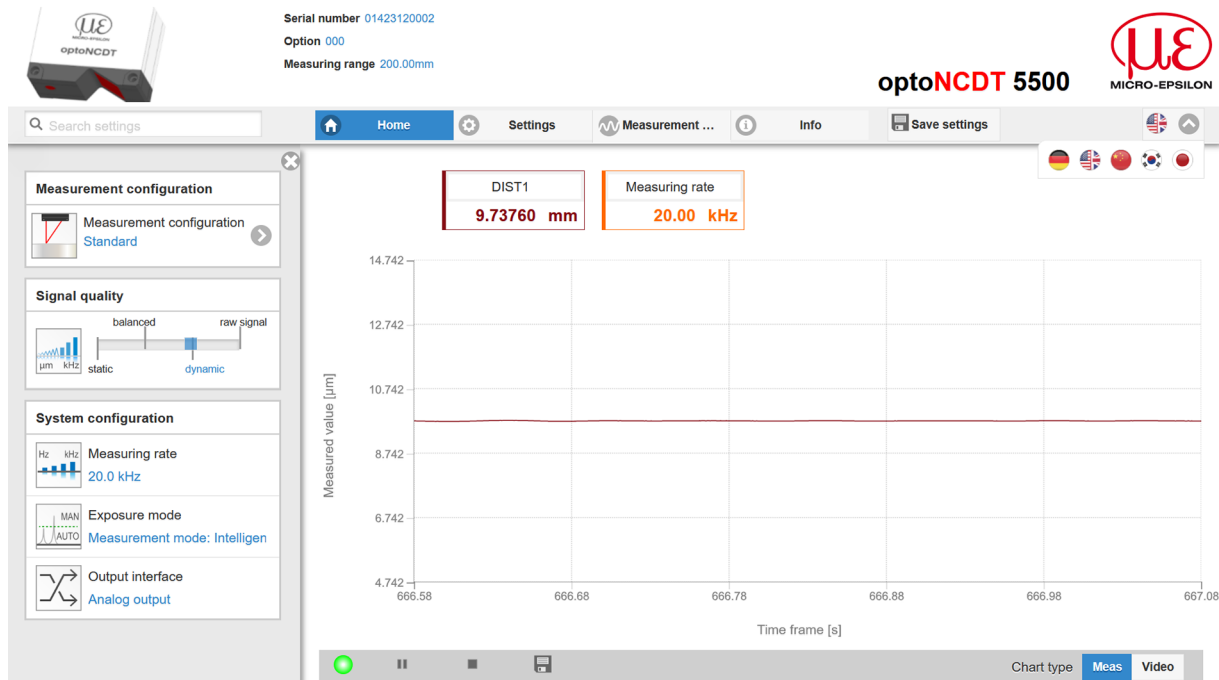 με
MICRO-EPSILON
optoNCDT
Serial number 01423120002
Option 000
Measuring range 200.00mm
optoNCDT 5500
με
MICRO-EPSILON
Search settings
Home
Settings
Measurement ...
Info
Save settings
Measurement configuration
Measurement configuration
Standard
Signal quality
balanced
raw signal
µm kHz
static
dynamic
System configuration
Hz kHz
Measuring rate
20.0 kHz
MAN
AUTO
Exposure mode
Measurement mode: Intelligen
Output interface
Analog output
DIST1
9.73760 mm
Measuring rate
20.00 kHz
Measured value [µm]
14.742
12.742
10.742
8.742
6.742
4.742
666.58
666.68
666.78
666.88
666.98
667.08
Time frame [s]
Chart type
Meas
Video